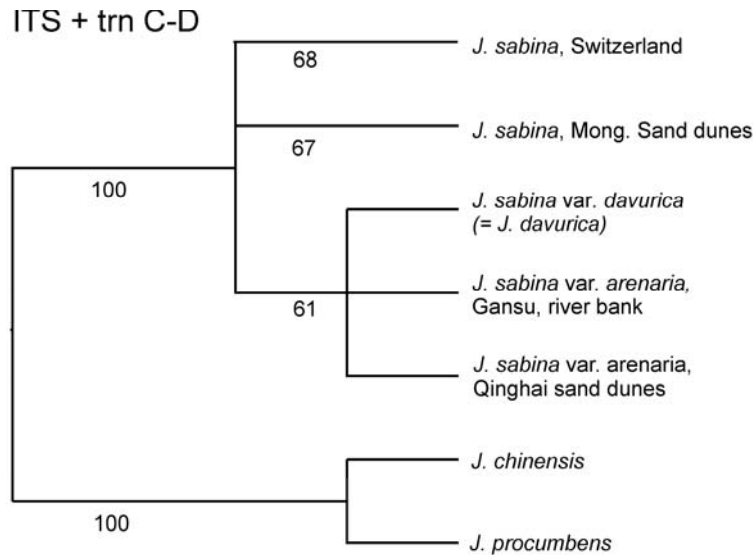 ITS + trn C-D
J. sabina, Switzerland
68
J. sabina, Mong. Sand dunes
67
100
J. sabina var. davurica
(= J. davurica)
J. sabina var. arenaria,
Gansu, river bank
61
J. sabina var. arenaria,
Qinghai sand dunes
J. chinensis
100
J. procumbens